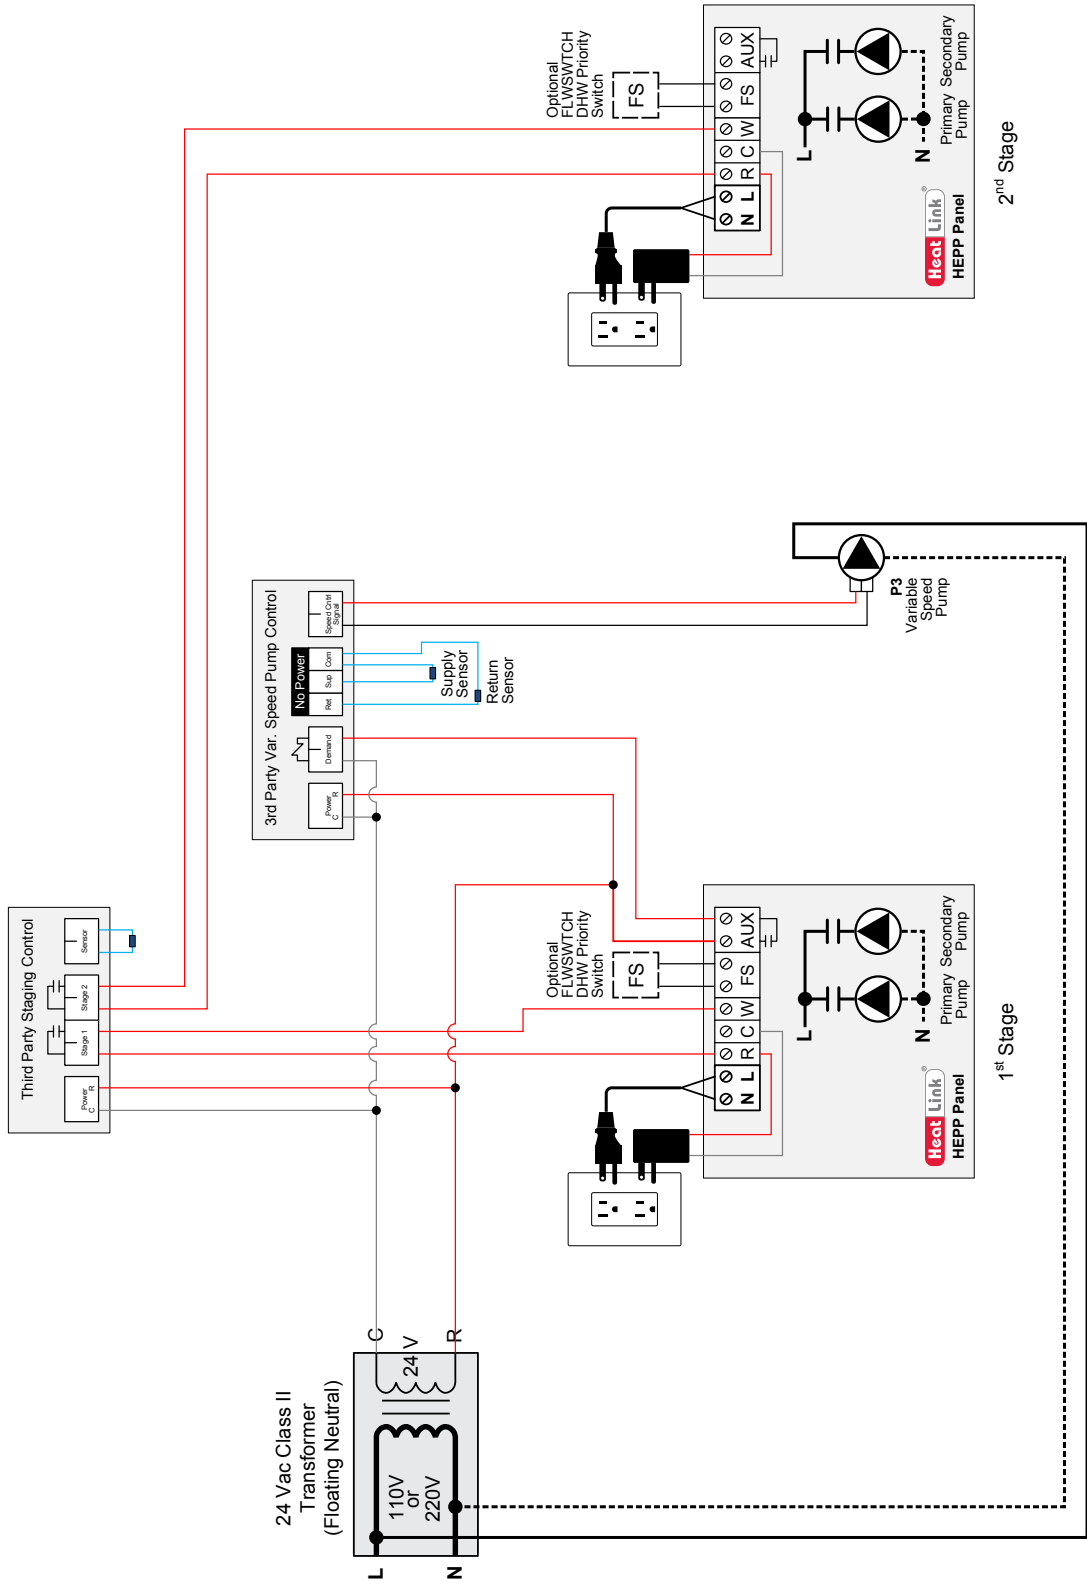 Third Party Staging Control
Power
C R
Stage 1
Stage 2
Sensor
3rd Party Var. Speed Pump Control
Power
C R
Demand
No Power
Ret
Sup
Com
Speed Cntrl
Signal
Supply
Sensor
Return
Sensor
24 Vac Class II
Transformer
(Floating Neutral)
L
N
110V
or
220V
24 V
C
R
P3
Variable
Speed
Pump
Optional
FLWSWTCH
DHW Priority
Switch
FS
N L R C W FS AUX
L
N
Primary
Pump
Secondary
Pump
Heat Link®
HEPP Panel
1st Stage
Optional
FLWSWTCH
DHW Priority
Switch
FS
N L R C W FS AUX
L
N
Primary
Pump
Secondary
Pump
Heat Link®
HEPP Panel
2nd Stage